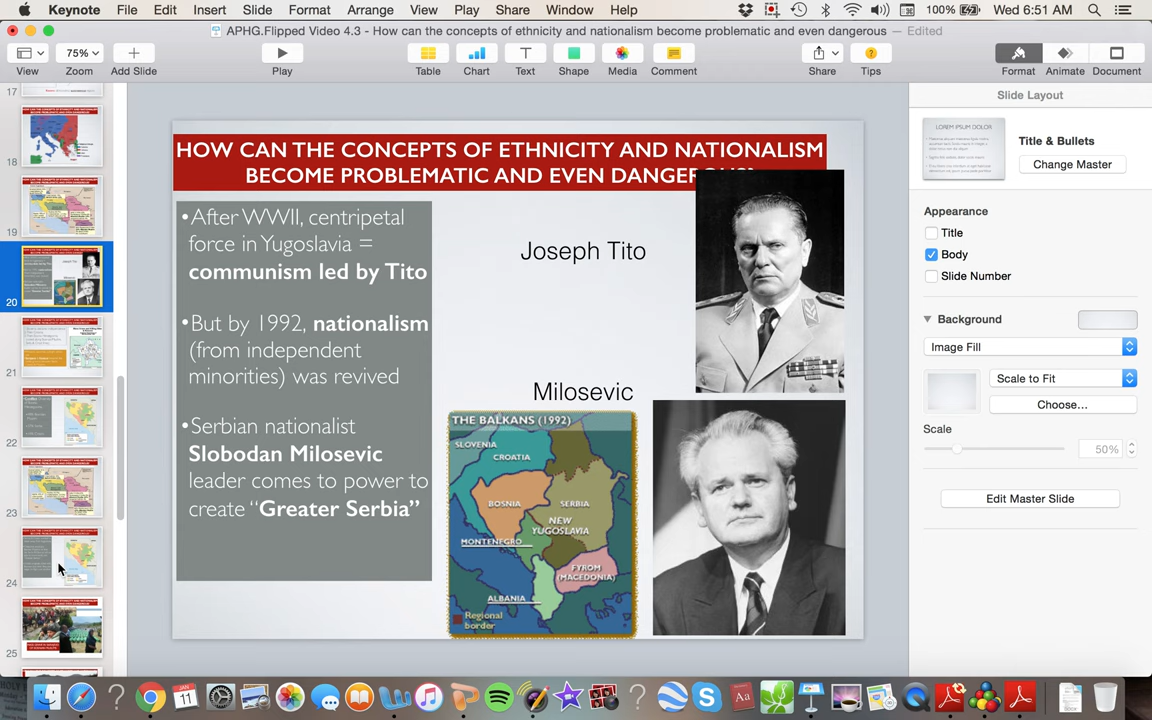 Keynote File Edit Insert Slide Format Arrange View Play Share Window Help 100% Wed 6:51 AM
APHG.Flipped Video 4.3 - How can the concepts of ethnicity and nationalism become problematic and even dangerous — Edited
75%
View Zoom Add Slide Play Table Chart Text Shape Media Comment Share Tips Format Animate Document
17
18
19
20
21
22
23
24
25
HOW CAN THE CONCEPTS OF ETHNICITY AND NATIONALISM
BECOME PROBLEMATIC AND EVEN DANGEROUS?
•After WWII, centripetal
force in Yugoslavia =
communism led by Tito
•But by 1992, nationalism
(from independent
minorities) was revived
•Serbian nationalist
Slobodan Milosevic
leader comes to power to
create “Greater Serbia”
Joseph Tito
Milosevic
THE BALKANS (1992)
SLOVENIA
CROATIA
BOSNIA
SERBIA
NEW
YUGOSLAVIA
MONTENEGRO
FYROM
(MACEDONIA)
ALBANIA
Regional
border
Slide Layout
LOREM IPSUM DOLOR
Title & Bullets
Change Master
Appearance
Title
Body
Slide Number
Background
Image Fill
Scale to Fit
Choose...
Scale
50%
Edit Master Slide
JAN
11
Aa